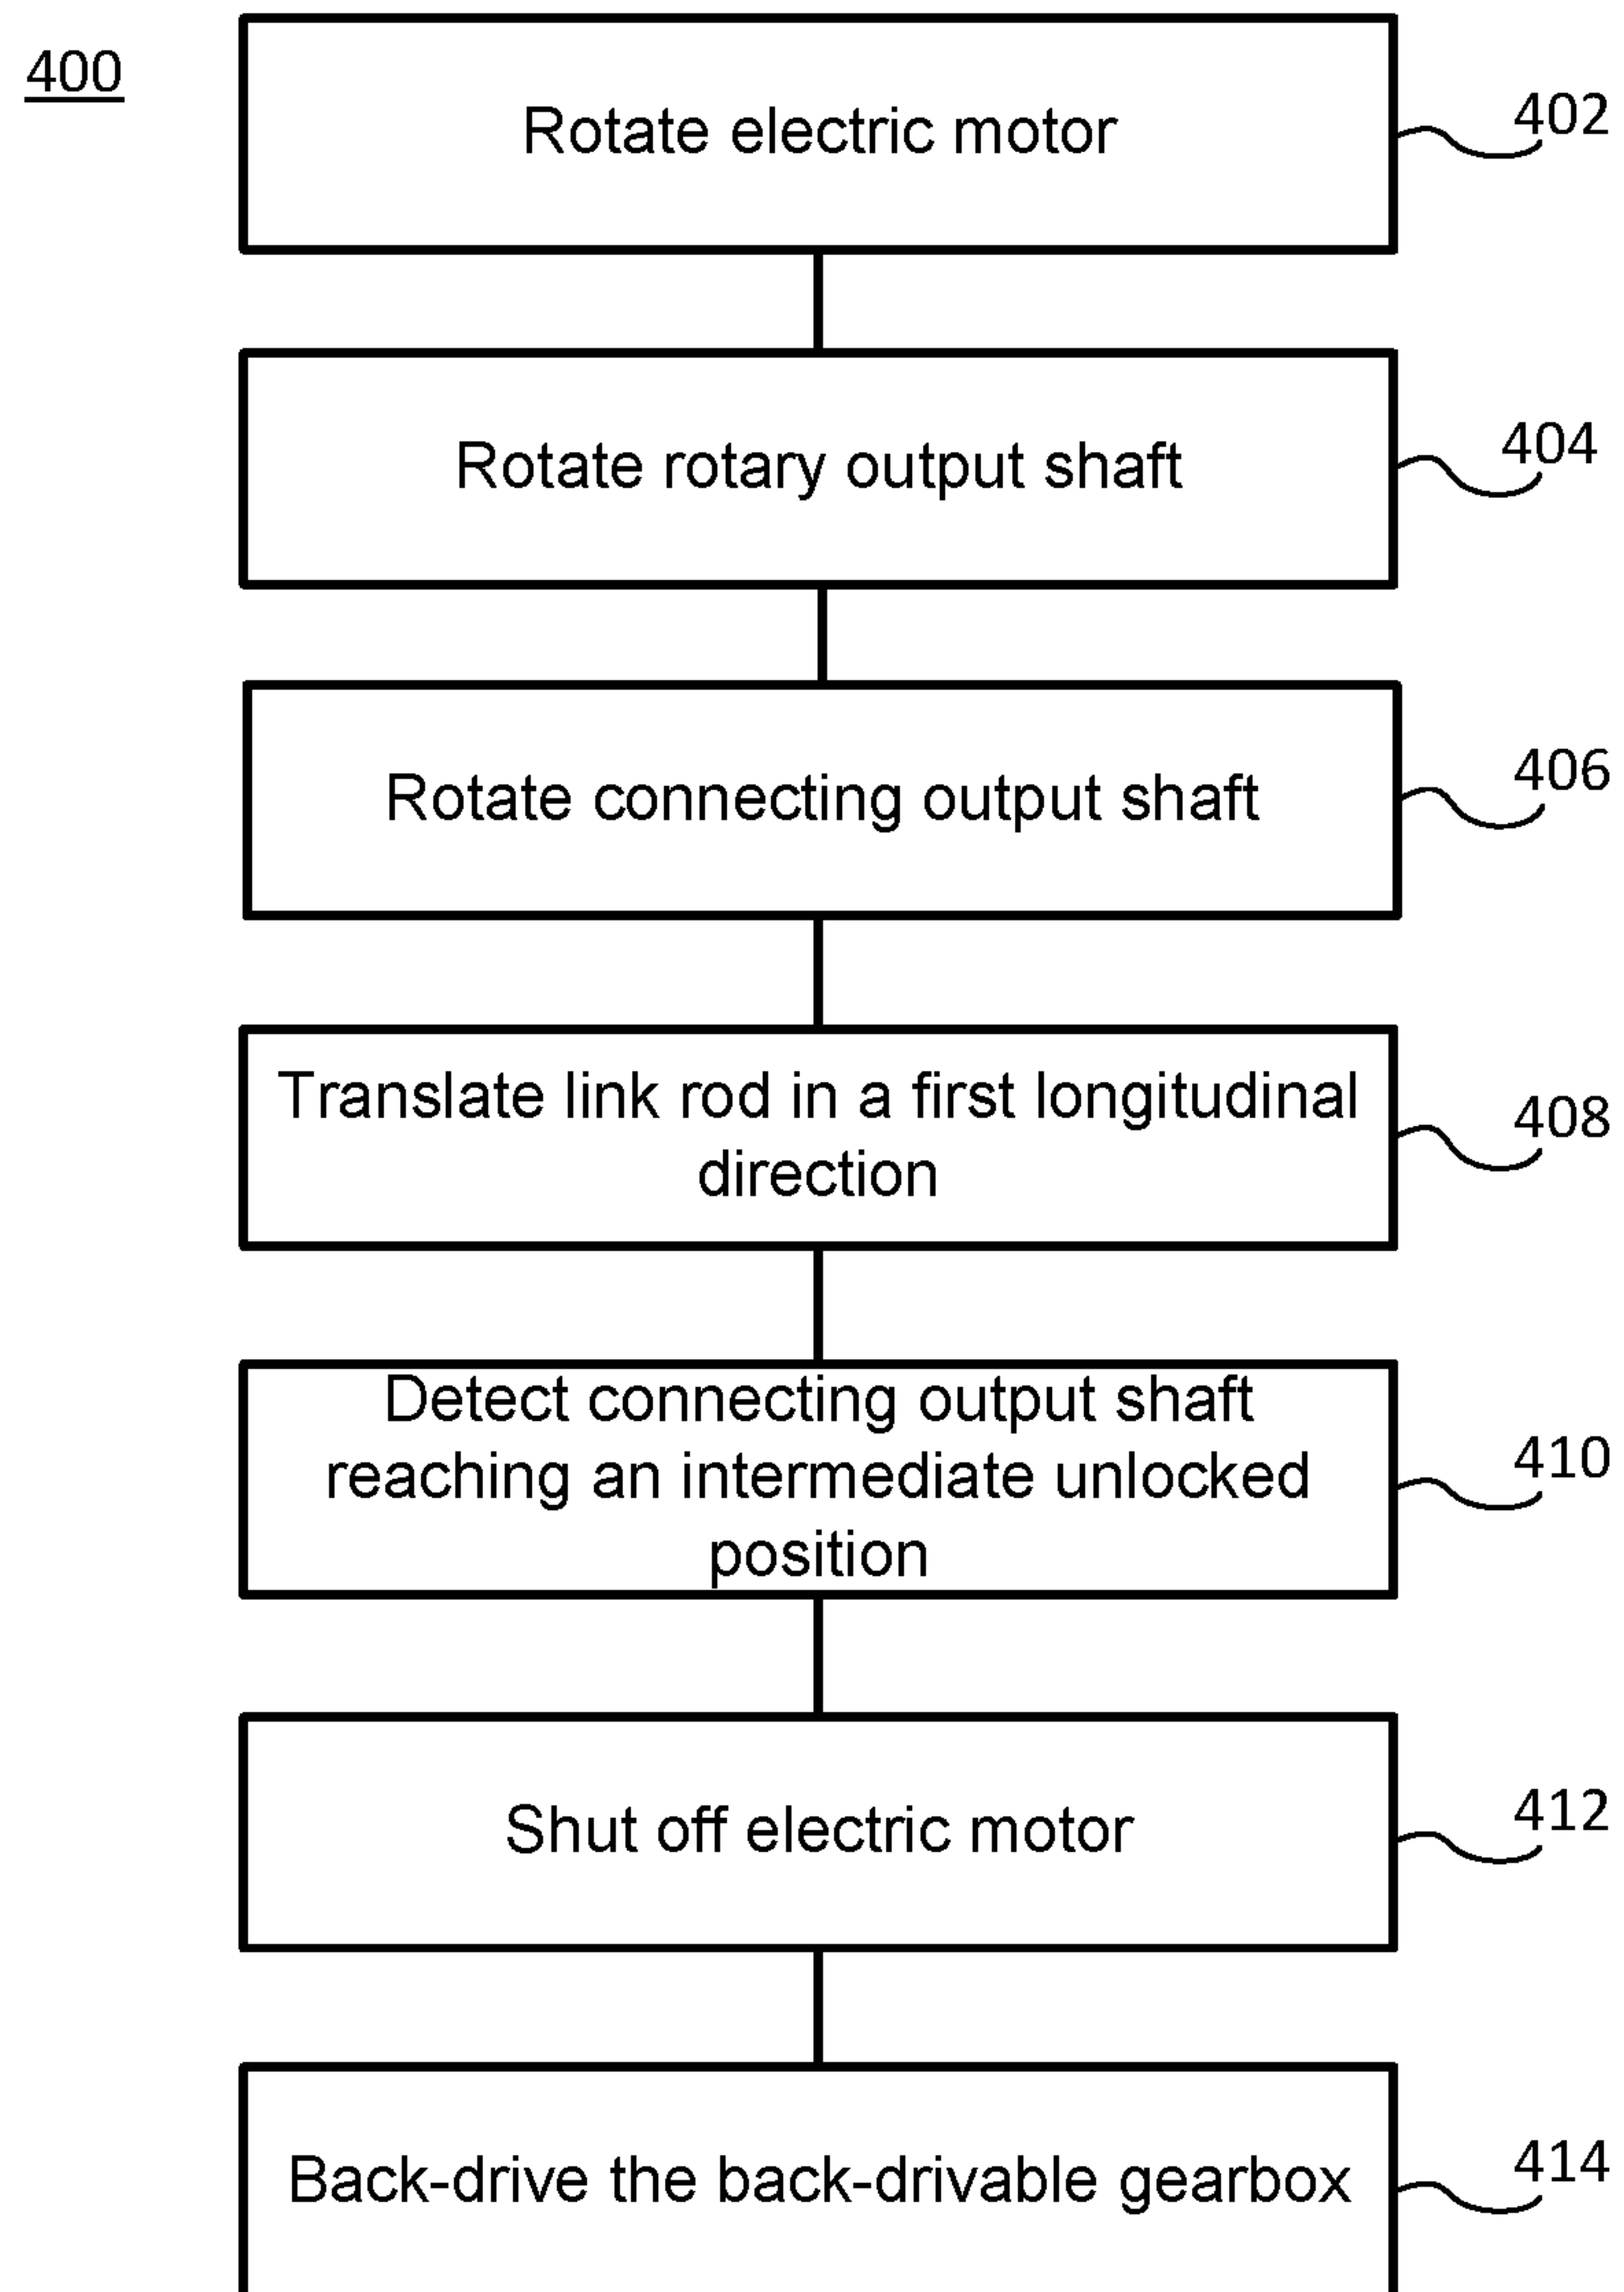 400
Rotate electric motor
402
Rotate rotary output shaft
404
Rotate connecting output shaft
406
Translate link rod in a first longitudinal
direction
408
Detect connecting output shaft
reaching an intermediate unlocked
position
410
Shut off electric motor
412
Back-drive the back-drivable gearbox
414